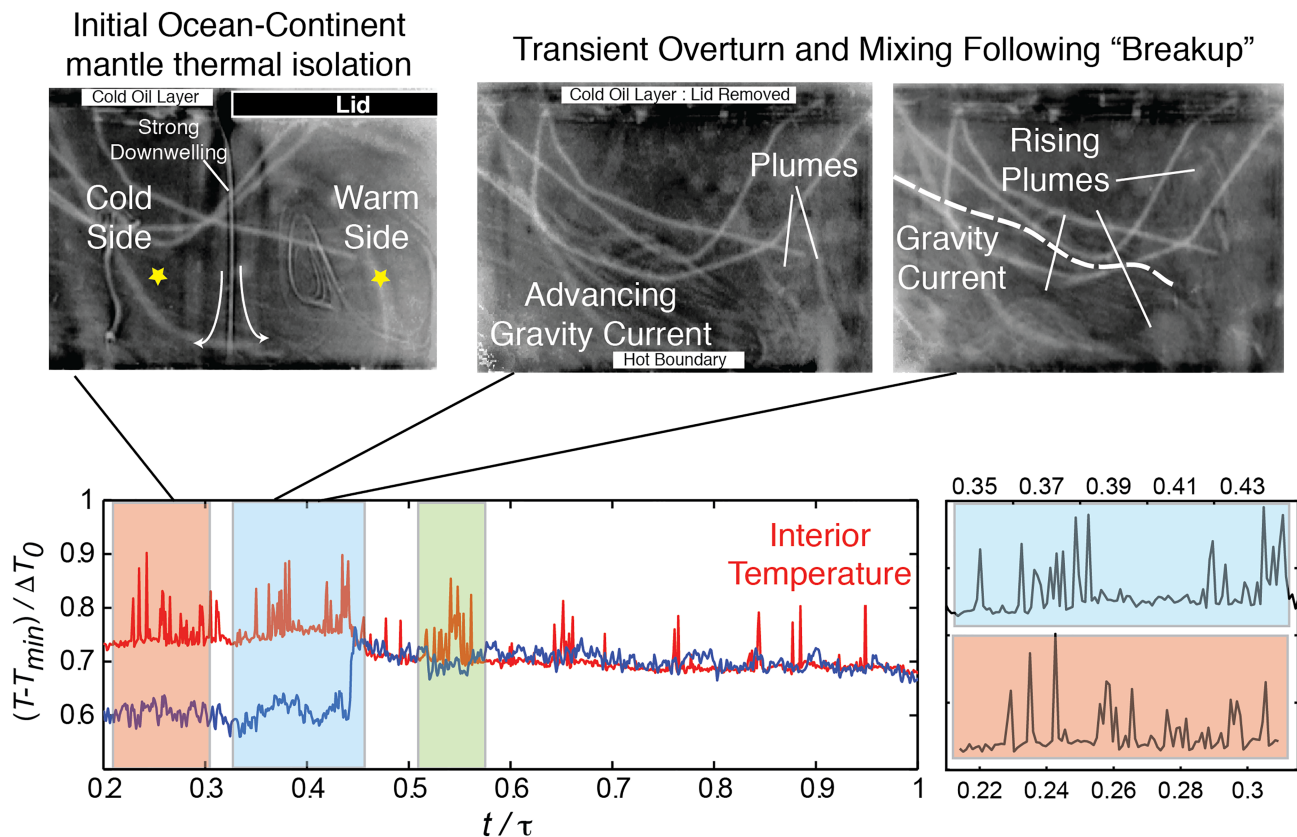 Initial Ocean-Continent
mantle thermal isolation
Transient Overturn and Mixing Following “Breakup”
Cold Oil Layer
Lid
Strong
Downwelling
Cold
Side
Warm
Side
Cold Oil Layer : Lid Removed
Plumes
Advancing
Gravity Current
Hot Boundary
Rising
Plumes
Gravity
Current
(T-Tmin) / ΔT0
1
0.9
0.8
0.7
0.6
Interior
Temperature
0.2 0.3 0.4 0.5 0.6 0.7 0.8 0.9 1
t / τ
0.35 0.37 0.39 0.41 0.43
0.22 0.24 0.26 0.28 0.3